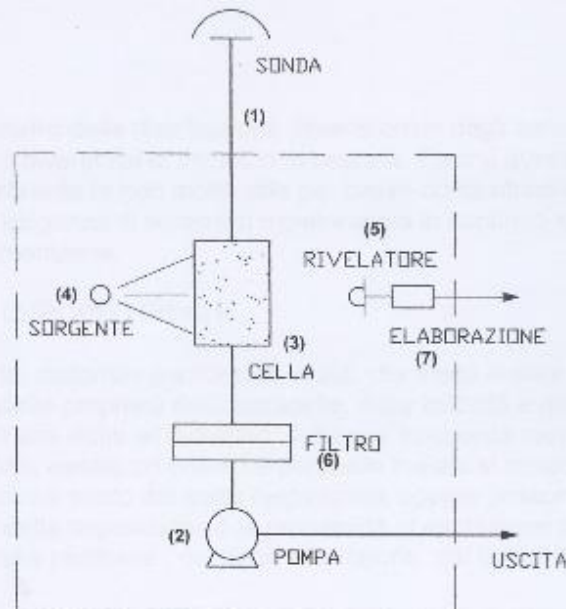 SONDA
(1)
(5)
RIVELATORE
(4)
SORGENTE
(3)
CELLA
ELABORAZIONE
(7)
FILTRO
(6)
(2)
POMPA
USCITA